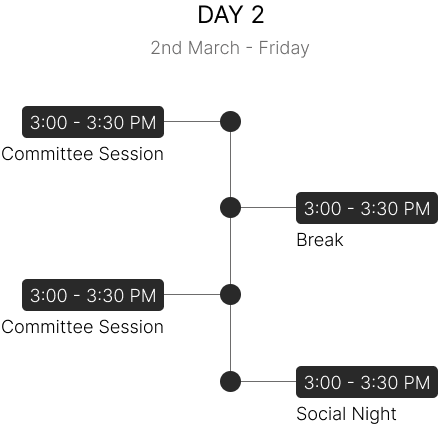 DAY 2
2nd March - Friday
3:00 - 3:30 PM
Committee Session
3:00 - 3:30 PM
Break
3:00 - 3:30 PM
Committee Session
3:00 - 3:30 PM
Social Night